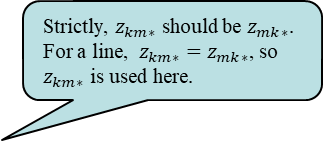 Strictly, $z_{km*}$ should be $z_{mk*}$.
For a line, $z_{km*} = z_{mk*}$, so
$z_{km*}$ is used here.